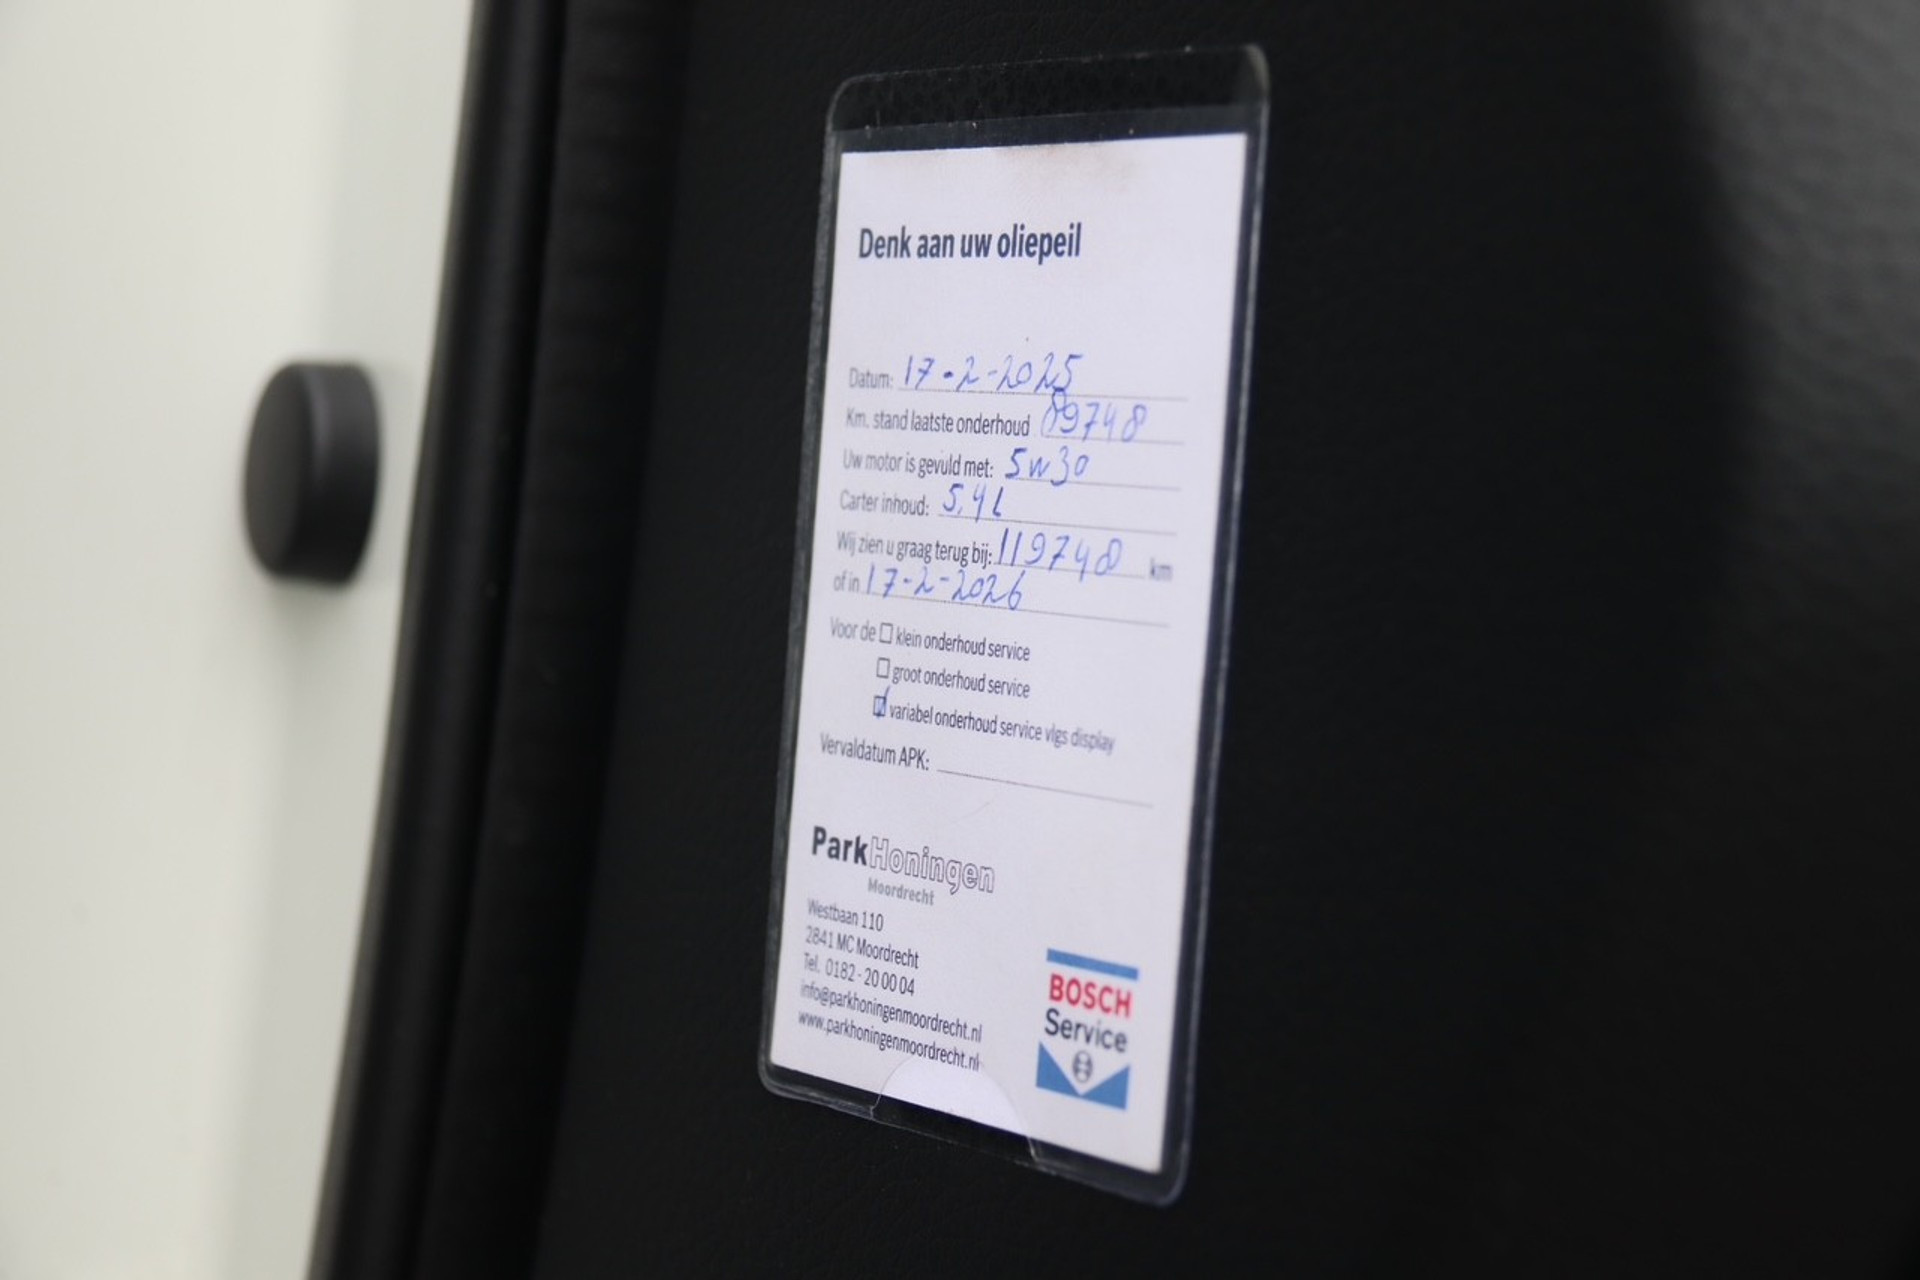 Denk aan uw oliepeil
Datum: 17-2-2025
Km. stand laatste onderhoud 89748
Uw motor is gevuld met: 5w30
Carter inhoud: 5,4L
Wij zien u graag terug bij: 119748 km
of in 17-2-2026
Voor de klein onderhoud service
groot onderhoud service
variabel onderhoud service vlgs display
Vervaldatum APK:
ParkHoningen
Moordrecht
Westbaan 110
2841 MC Moordrecht
Tel. 0182-20 00 04
info@parkhoningenmoordrecht.nl
www.parkhoningenmoordrecht.nl
BOSCH
Service